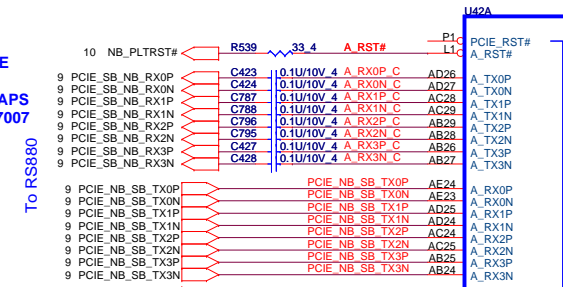 U42A
P1 PCIE_RST#
10 NB_PLTRST# R539 33_4 A_RST# L1 A_RST#
E
9 PCIE_SB_NB_RX0P C423 0.1U/10V_4 A_RX0P_C AD26 A_TX0P
9 PCIE_SB_NB_RX0N C424 0.1U/10V_4 A_RX0N_C AD27 A_TX0N
APS
9 PCIE_SB_NB_RX1P C787 0.1U/10V_4 A_RX1P_C AC28 A_TX1P
9 PCIE_SB_NB_RX1N C788 0.1U/10V_4 A_RX1N_C AC29 A_TX1N
7007
9 PCIE_SB_NB_RX2P C796 0.1U/10V_4 A_RX2P_C AB29 A_TX2P
9 PCIE_SB_NB_RX2N C795 0.1U/10V_4 A_RX2N_C AB28 A_TX2N
9 PCIE_SB_NB_RX3P C427 0.1U/10V_4 A_RX3P_C AB26 A_TX3P
9 PCIE_SB_NB_RX3N C428 0.1U/10V_4 A_RX3N_C AB27 A_TX3N
To RS880
9 PCIE_NB_SB_TX0P PCIE_NB_SB_TX0P AE24 A_RX0P
9 PCIE_NB_SB_TX0N PCIE_NB_SB_TX0N AE23 A_RX0N
9 PCIE_NB_SB_TX1P PCIE_NB_SB_TX1P AD25 A_RX1P
9 PCIE_NB_SB_TX1N PCIE_NB_SB_TX1N AD24 A_RX1N
9 PCIE_NB_SB_TX2P PCIE_NB_SB_TX2P AC24 A_RX2P
9 PCIE_NB_SB_TX2N PCIE_NB_SB_TX2N AC25 A_RX2N
9 PCIE_NB_SB_TX3P PCIE_NB_SB_TX3P AB25 A_RX3P
9 PCIE_NB_SB_TX3N PCIE_NB_SB_TX3N AB24 A_RX3N